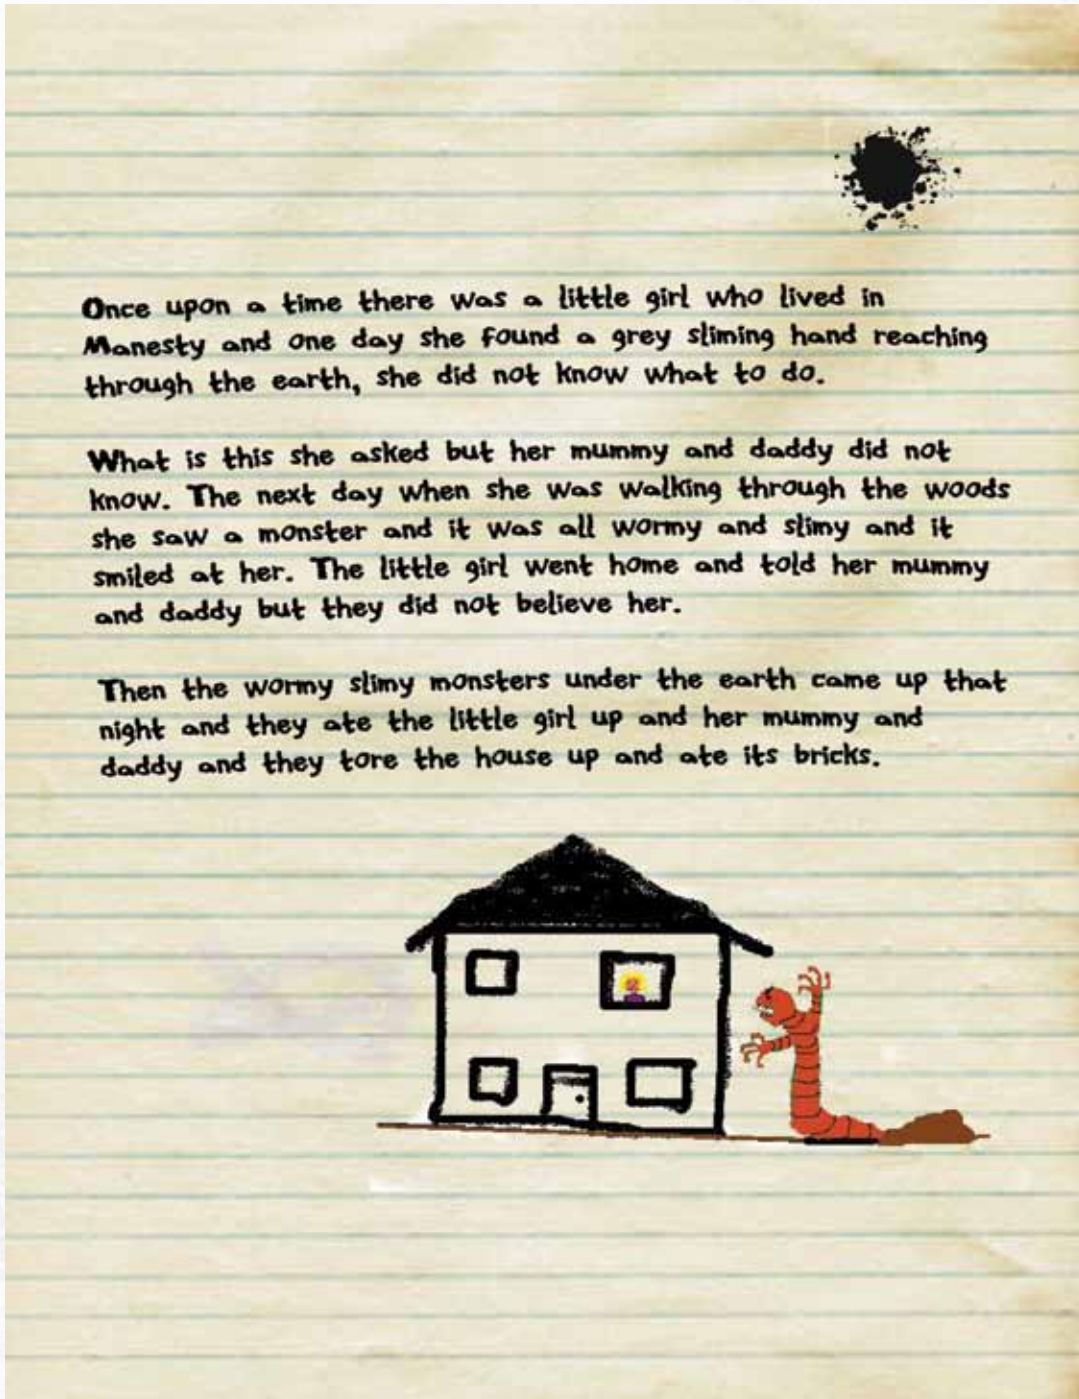 Once upon a time there was a little girl who lived in
Manesty and one day she found a grey sliming hand reaching
through the earth, she did not know what to do.
What is this she asked but her mummy and daddy did not
know. The next day when she was walking through the woods
she saw a monster and it was all wormy and slimy and it
smiled at her. The little girl went home and told her mummy
and daddy but they did not believe her.
Then the wormy slimy monsters under the earth came up that
night and they ate the little girl up and her mummy and
daddy and they tore the house up and ate its bricks.